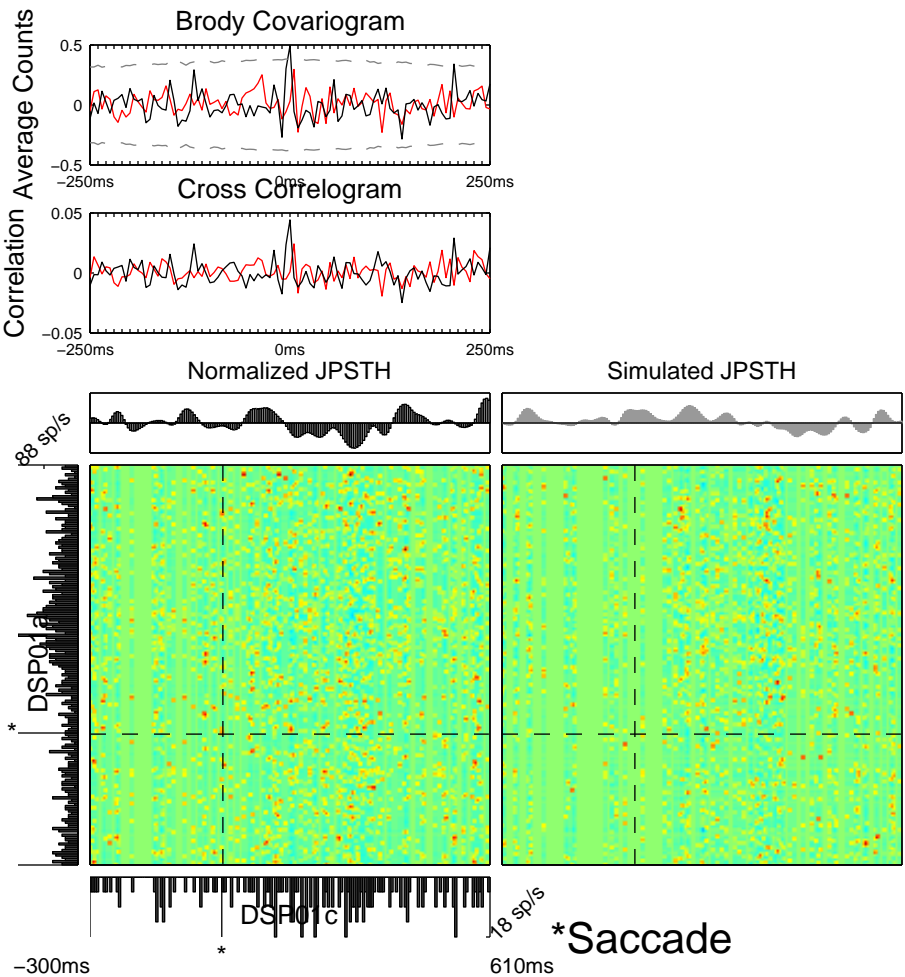 Brody Covariogram
Average Counts
0.5
0
−0.5
−250ms
0ms
250ms
Cross Correlogram
Correlation
0.05
0
−0.05
−250ms
0ms
250ms
Normalized JPSTH
Simulated JPSTH
88 sp/s
DSP01a
*
DSP01c
18 sp/s
*
*Saccade
−300ms
610ms